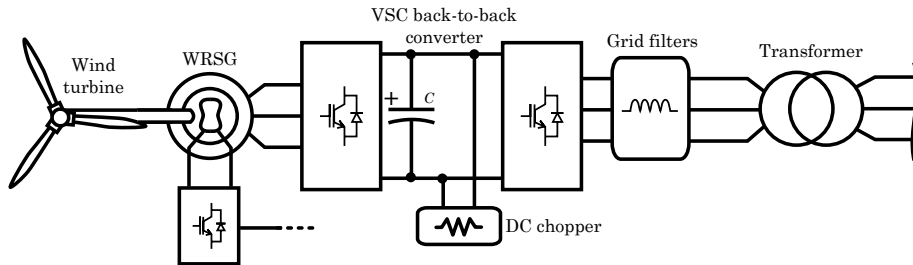 VSC back-to-back
converter
Wind
turbine
WRSG
Grid filters
Transformer
+
C
DC chopper